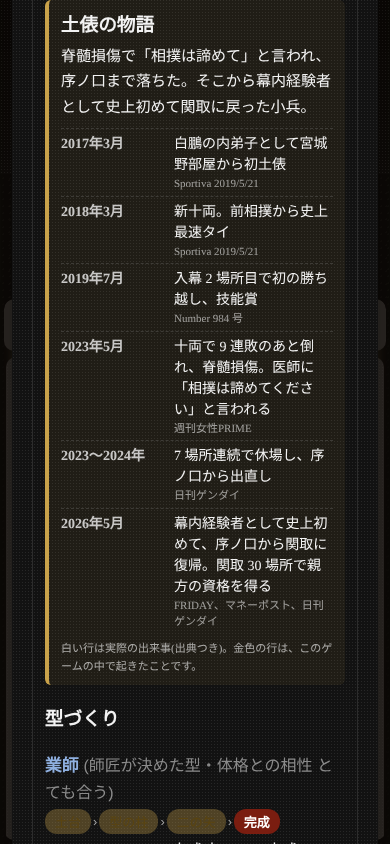 土俵の物語
脊髄損傷で「相撲は諦めて」と言われ、
序ノ口まで落ちた。そこから幕内経験者
として史上初めて関取に戻った小兵。
2017年3月 白鵬の内弟子として宮城
野部屋から初土俵
Sportiva 2019/5/21
2018年3月 新十両。前相撲から史上
最速タイ
Sportiva 2019/5/21
2019年7月 入幕 2 場所目で初の勝ち
越し、技能賞
Number 984 号
2023年5月 十両で 9 連敗のあと倒
れ、脊髄損傷。医師に
「相撲は諦めてくださ
い」と言われる
週刊女性PRIME
2023〜2024年 7 場所連続で休場し、序
ノ口から出直し
日刊ゲンダイ
2026年5月 幕内経験者として史上初
めて、序ノ口から関取に
復帰。関取 30 場所で親
方の資格を得る
FRIDAY、マネーポスト、日刊
ゲンダイ
白い行は実際の出来事(出典つき)。金色の行は、このゲ
ームの中で起きたことです。
型づくり
業師 (師匠が決めた型・体格との相性 と
ても合う)
› › › 完成